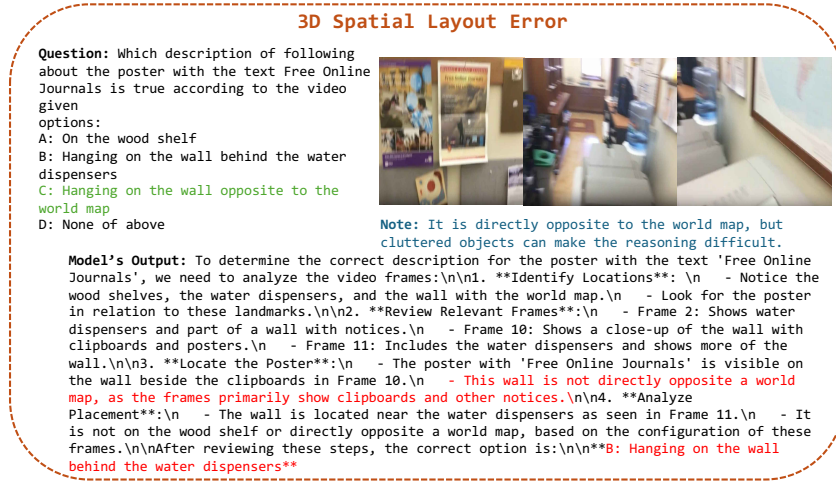 3D Spatial Layout Error
Question: Which description of following
about the poster with the text Free Online
Journals is true according to the video
given
options:
A: On the wood shelf
B: Hanging on the wall behind the water
dispensers
C: Hanging on the wall opposite to the
world map
D: None of above
Note: It is directly opposite to the world map, but
cluttered objects can make the reasoning difficult.
Model's Output: To determine the correct description for the poster with the text 'Free Online
Journals', we need to analyze the video frames:\n\n1. **Identify Locations**: \n   - Notice the
wood shelves, the water dispensers, and the wall with the world map.\n   - Look for the poster
in relation to these landmarks.\n\n2. **Review Relevant Frames**:\n   - Frame 2: Shows water
dispensers and part of a wall with notices.\n   - Frame 10: Shows a close-up of the wall with
clipboards and posters.\n   - Frame 11: Includes the water dispensers and shows more of the
wall.\n\n3. **Locate the Poster**:\n   - The poster with 'Free Online Journals' is visible on
the wall beside the clipboards in Frame 10.\n   - This wall is not directly opposite a world
map, as the frames primarily show clipboards and other notices.\n\n4. **Analyze
Placement**:\n   - The wall is located near the water dispensers as seen in Frame 11.\n   - It
is not on the wood shelf or directly opposite a world map, based on the configuration of these
frames.\n\nAfter reviewing these steps, the correct option is:\n\n**B: Hanging on the wall
behind the water dispensers**